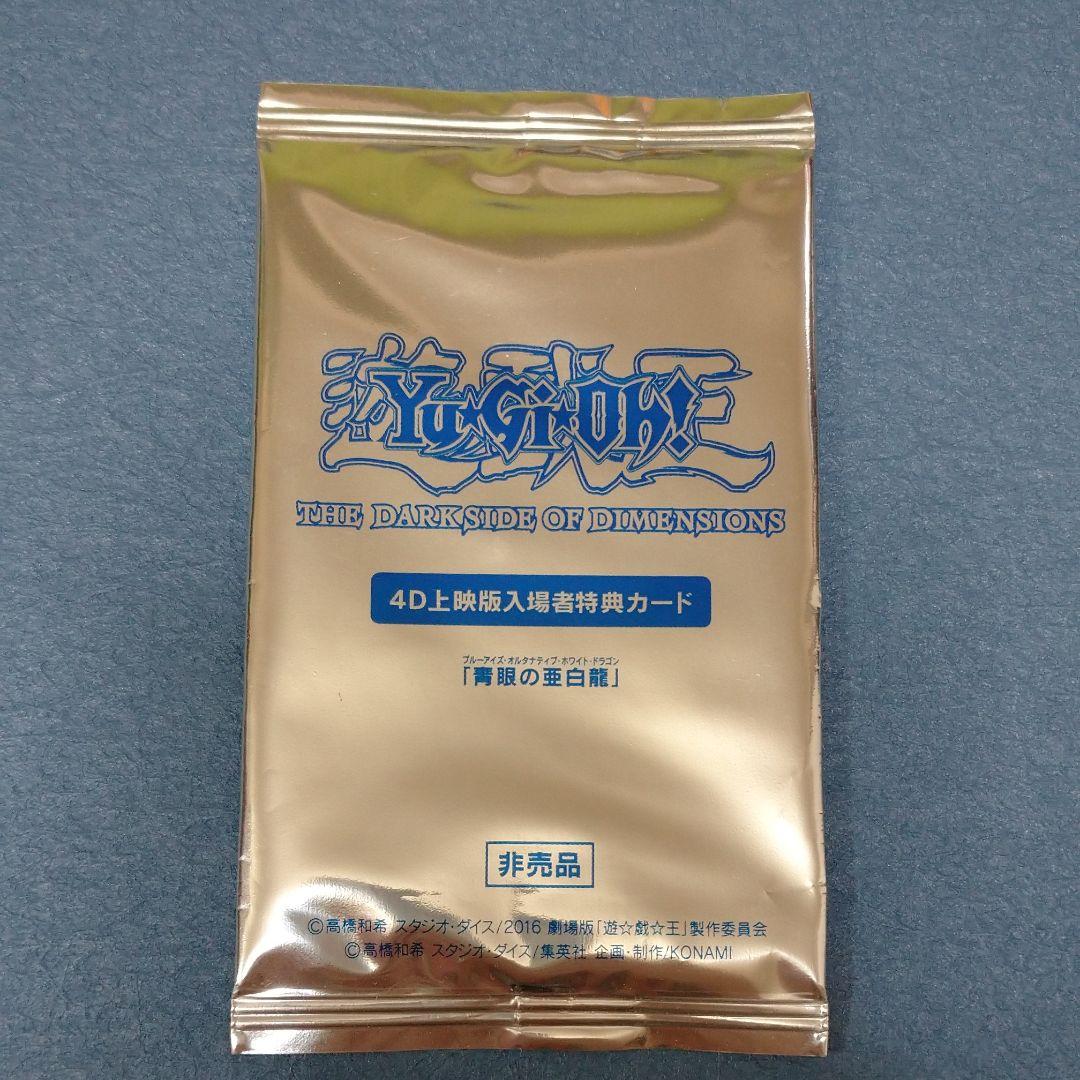 遊戯王
Yu☆Gi☆Oh!
THE DARKSIDE OF DIMENSIONS
4D上映版入場者特典カード
ブルーアイズ・オルタナティブ・ホワイト・ドラゴン
「青眼の亜白龍」
非売品
©高橋和希 スタジオ・ダイス/2016 劇場版「遊☆戯☆王」製作委員会
©高橋和希 スタジオ・ダイス/集英社 企画・制作/KONAMI